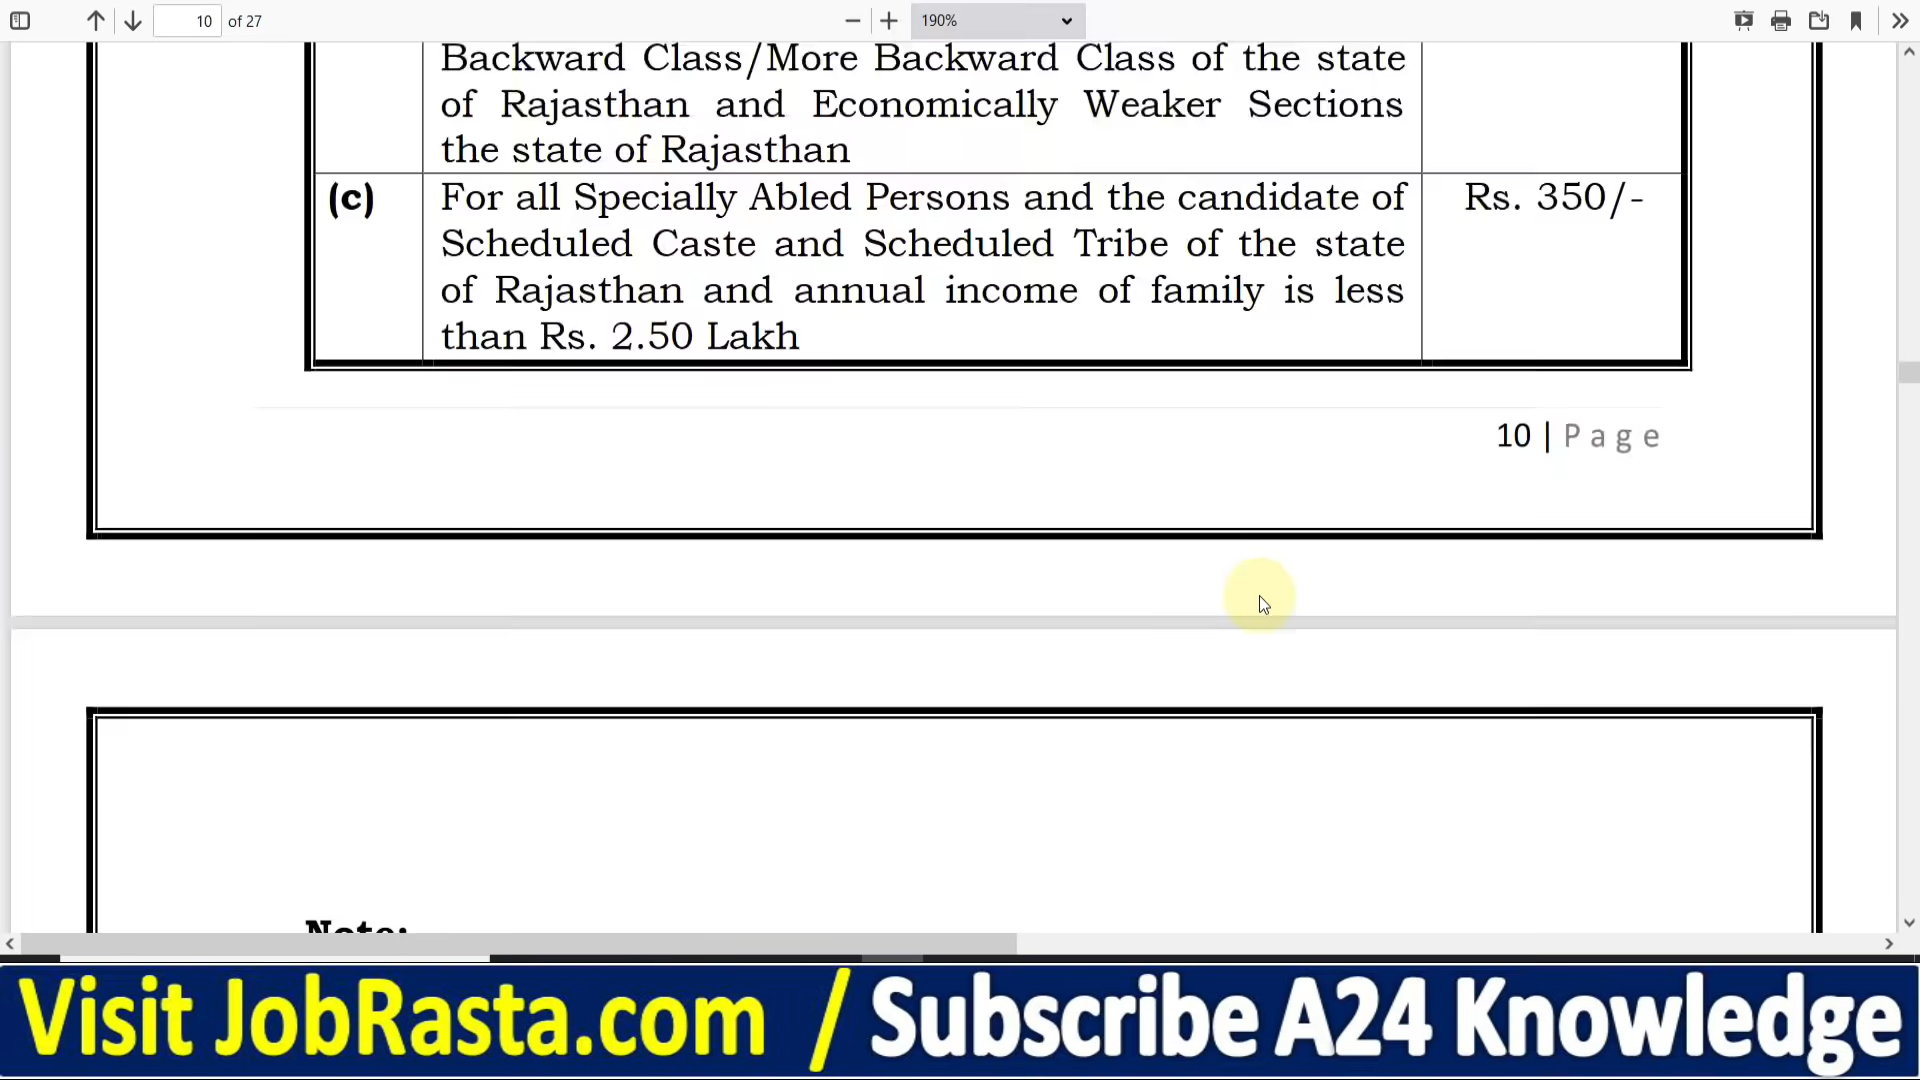 10 of 27
190%
Backward Class/More Backward Class of the state
of Rajasthan and Economically Weaker Sections
the state of Rajasthan
(c) For all Specially Abled Persons and the candidate of Rs. 350/-
Scheduled Caste and Scheduled Tribe of the state
of Rajasthan and annual income of family is less
than Rs. 2.50 Lakh
10 | Page
Note:
Visit JobRasta.com / Subscribe A24 Knowledge